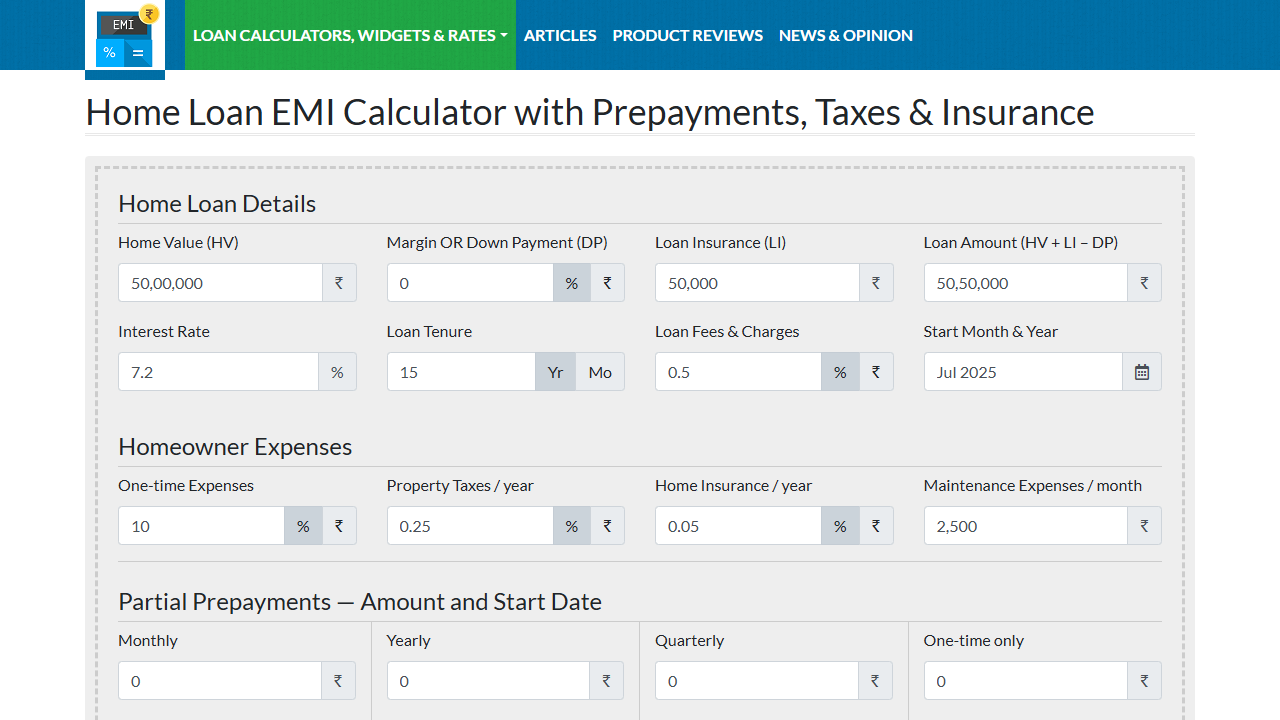 EMI ₹
% =
LOAN CALCULATORS, WIDGETS & RATES ARTICLES PRODUCT REVIEWS NEWS & OPINION
Home Loan EMI Calculator with Prepayments, Taxes & Insurance
Home Loan Details
Home Value (HV) Margin OR Down Payment (DP) Loan Insurance (LI) Loan Amount (HV + LI – DP)
50,00,000 ₹ 0 % ₹ 50,000 ₹ 50,50,000 ₹
Interest Rate Loan Tenure Loan Fees & Charges Start Month & Year
7.2 % 15 Yr Mo 0.5 % ₹ Jul 2025
Homeowner Expenses
One-time Expenses Property Taxes / year Home Insurance / year Maintenance Expenses / month
10 % ₹ 0.25 % ₹ 0.05 % ₹ 2,500 ₹
Partial Prepayments — Amount and Start Date
Monthly Yearly Quarterly One-time only
0 ₹ 0 ₹ 0 ₹ 0 ₹